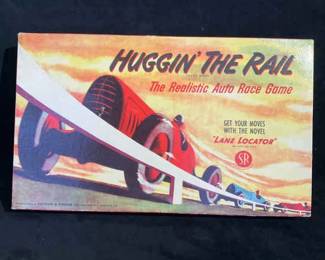 HUGGIN' THE RAIL
The Realistic Auto Race Game
GET YOUR MOVES
WITH THE NOVEL
"LANE LOCATOR"
SR